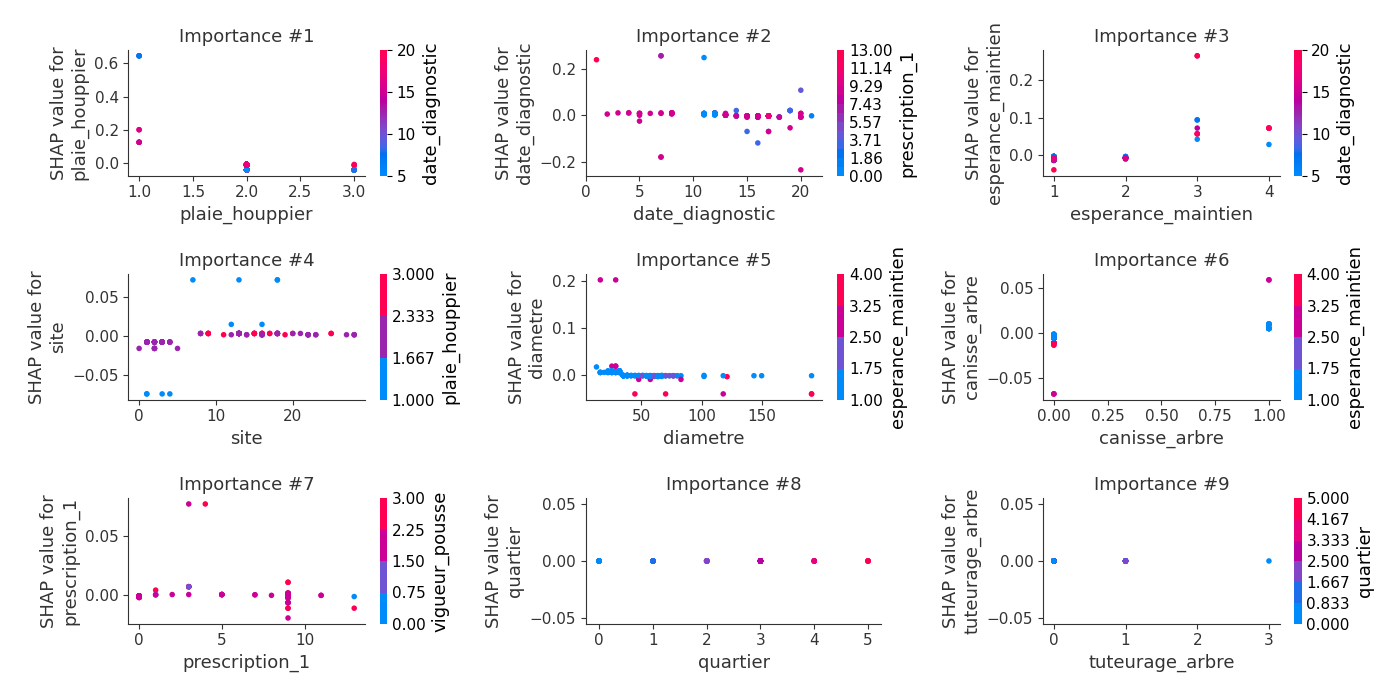 Importance #1
SHAP value for
plaie_houppier
0.6
0.4
0.2
0.0
1.0 1.5 2.0 2.5 3.0
plaie_houppier
20
15
10
5
date_diagnostic
Importance #2
SHAP value for
date_diagnostic
0.2
0.0
−0.2
0 5 10 15 20
date_diagnostic
13.00
11.14
9.29
7.43
5.57
3.71
1.86
0.00
prescription_1
Importance #3
SHAP value for
esperance_maintien
0.2
0.1
0.0
1 2 3 4
esperance_maintien
20
15
10
5
date_diagnostic
Importance #4
SHAP value for
site
0.05
0.00
−0.05
0 20
site
3.000
2.333
1.667
1.000
plaie_houppier
Importance #5
SHAP value for
diametre
0.2
0.1
0.0
50 100 150
diametre
4.00
3.25
2.50
1.75
1.00
esperance_maintien
Importance #6
SHAP value for
canisse_arbre
0.05
0.00
−0.05
0.00 0.25 0.50 0.75 1.00
canisse_arbre
4.00
3.25
2.50
1.75
1.00
esperance_maintien
Importance #7
SHAP value for
prescription_1
0.05
0.00
0 5 10
prescription_1
3.00
2.25
1.50
0.75
0.00
vigueur_pousse
Importance #8
SHAP value for
quartier
0.05
0.00
−0.05
0 1 2 3 4 5
quartier
Importance #9
SHAP value for
tuteurage_arbre
0.05
0.00
−0.05
0 1 2 3
tuteurage_arbre
5.000
4.167
3.333
2.500
1.667
0.833
0.000
quartier